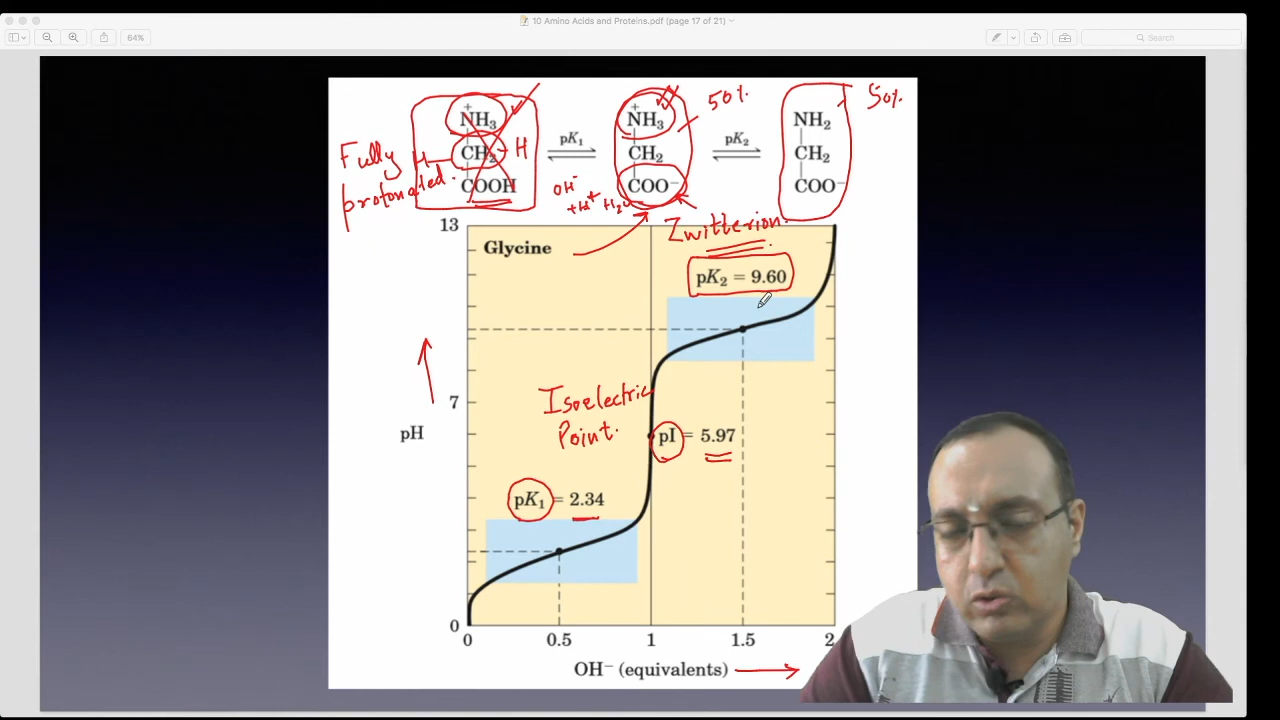 10 Amino Acids and Proteins.pdf (page 17 of 21)
64%
Search
50%
50%
+
NH3
+
NH3
NH2
pK1
pK2
Fully
H
CH2
H
CH2
CH2
protonated.
COOH
OH-
COO-
COO-
+H+ H2O
Zwitterion.
13
Glycine
pK2 = 9.60
Isoelectric
7
Point.
pH
pI = 5.97
pK1 = 2.34
0
0 0.5 1 1.5 2
OH− (equivalents)